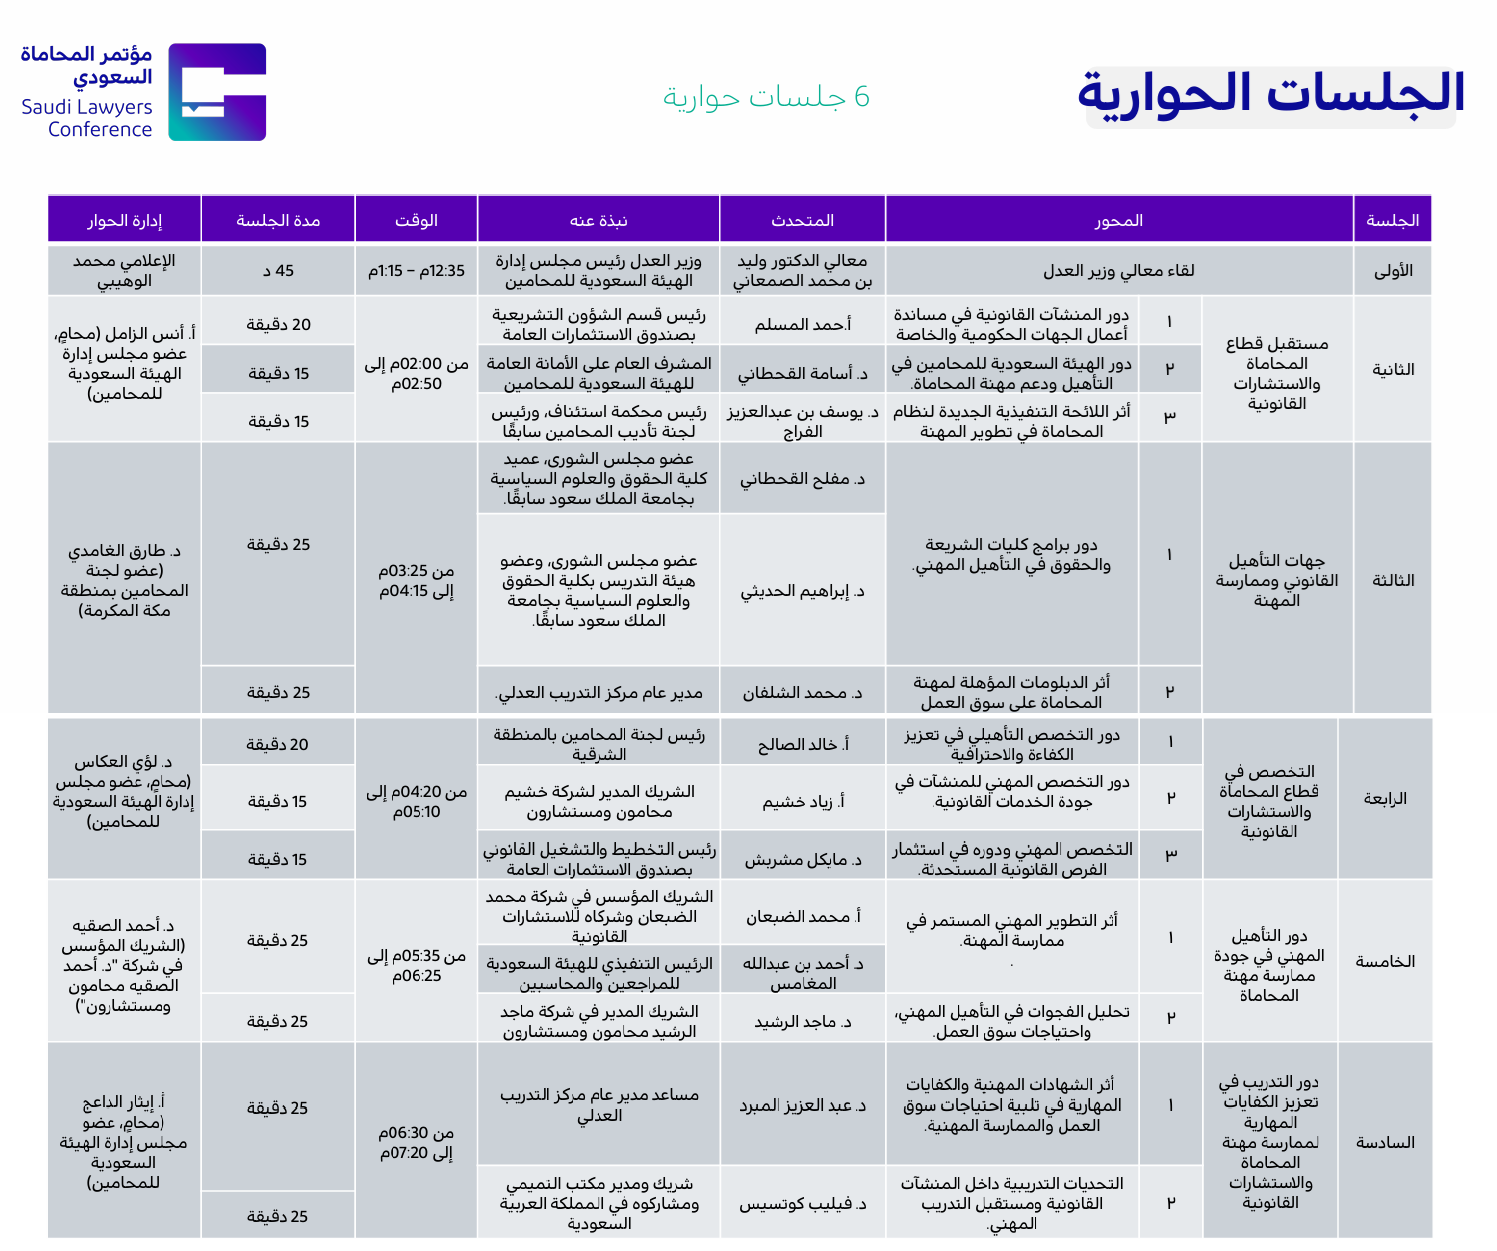 الجلسات الحوارية
6 جلسات حوارية
مؤتمر المحاماة
السعودي
Saudi Lawyers
Conference
الجلسة
المحور
المتحدث
نبذة عنه
الوقت
مدة الجلسة
إدارة الحوار
الأولى
لقاء معالي وزير العدل
معالي الدكتور وليد
بن محمد الصمعاني
وزير العدل رئيس مجلس إدارة
الهيئة السعودية للمحامين
12:35م – 1:15م
45 د
الإعلامي محمد
الوهيبي
الثانية
مستقبل قطاع
المحاماة
والاستشارات
القانونية
١
دور المنشآت القانونية في مساندة
أعمال الجهات الحكومية والخاصة
أ.حمد المسلم
رئيس قسم الشؤون التشريعية
بصندوق الاستثمارات العامة
من 02:00م إلى
02:50م
20 دقيقة
أ. أنس الزامل (محامٍ،
عضو مجلس إدارة
الهيئة السعودية
للمحامين)
٢
دور الهيئة السعودية للمحامين في
التأهيل ودعم مهنة المحاماة.
د. أسامة القحطاني
المشرف العام على الأمانة العامة
للهيئة السعودية للمحامين
15 دقيقة
٣
أثر اللائحة التنفيذية الجديدة لنظام
المحاماة في تطوير المهنة
د. يوسف بن عبدالعزيز
الفراج
رئيس محكمة استئناف، ورئيس
لجنة تأديب المحامين سابقًا
15 دقيقة
الثالثة
جهات التأهيل
القانوني وممارسة
المهنة
١
دور برامج كليات الشريعة
والحقوق في التأهيل المهني.
د. مفلح القحطاني
عضو مجلس الشورى، عميد
كلية الحقوق والعلوم السياسية
بجامعة الملك سعود سابقًا.
من 03:25م
إلى 04:15م
25 دقيقة
د. طارق الغامدي
(عضو لجنة
المحامين بمنطقة
مكة المكرمة)
د. إبراهيم الحديثي
عضو مجلس الشورى، وعضو
هيئة التدريس بكلية الحقوق
والعلوم السياسية بجامعة
الملك سعود سابقًا.
٢
أثر الدبلومات المؤهلة لمهنة
المحاماة على سوق العمل
د. محمد الشلفان
مدير عام مركز التدريب العدلي.
25 دقيقة
الرابعة
التخصص في
قطاع المحاماة
والاستشارات
القانونية
١
دور التخصص التأهيلي في تعزيز
الكفاءة والاحترافية
أ. خالد الصالح
رئيس لجنة المحامين بالمنطقة
الشرقية
من 04:20م إلى
05:10م
20 دقيقة
د. لؤي العكاس
(محامٍ، عضو مجلس
إدارة الهيئة السعودية
للمحامين)
٢
دور التخصص المهني للمنشآت في
جودة الخدمات القانونية.
أ. زياد خشيم
الشريك المدير لشركة خشيم
محامون ومستشارون
15 دقيقة
٣
التخصص المهني ودوره في استثمار
الفرص القانونية المستحدثة.
د. مايكل مشربش
رئيس التخطيط والتشغيل القانوني
بصندوق الاستثمارات العامة
15 دقيقة
الخامسة
دور التأهيل
المهني في جودة
ممارسة مهنة
المحاماة
١
أثر التطوير المهني المستمر في
ممارسة المهنة.
.
أ. محمد الضبعان
الشريك المؤسس في شركة محمد
الضبعان وشركاه للاستشارات
القانونية
من 05:35م إلى
06:25م
25 دقيقة
د. أحمد الصقيه
(الشريك المؤسس
في شركة "د. أحمد
الصقيه محامون
ومستشارون")
د. أحمد بن عبدالله
المغامس
الرئيس التنفيذي للهيئة السعودية
للمراجعين والمحاسبين
٢
تحليل الفجوات في التأهيل المهني،
واحتياجات سوق العمل.
د. ماجد الرشيد
الشريك المدير في شركة ماجد
الرشيد محامون ومستشارون
25 دقيقة
السادسة
دور التدريب في
تعزيز الكفايات
المهارية
لممارسة مهنة
المحاماة
والاستشارات
القانونية
١
أثر الشهادات المهنية والكفايات
المهارية في تلبية احتياجات سوق
العمل والممارسة المهنية.
د. عبد العزيز المبرد
مساعد مدير عام مركز التدريب
العدلي
من 06:30م
إلى 07:20م
25 دقيقة
أ. إيثار الداعج
(محامٍ، عضو
مجلس إدارة الهيئة
السعودية
للمحامين)
٢
التحديات التدريبية داخل المنشآت
القانونية ومستقبل التدريب
المهني.
د. فيليب كوتسيس
شريك ومدير مكتب التميمي
ومشاركوه في المملكة العربية
السعودية
25 دقيقة